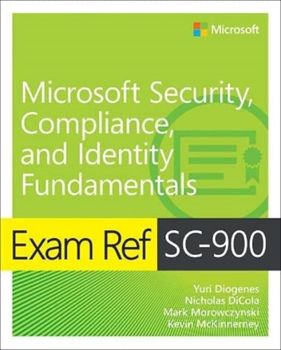 Microsoft
Microsoft Security,
Compliance,
and Identity
Fundamentals
Exam Ref SC-900
Yuri Diogenes
Nicholas DiCola
Mark Morowczynski
Kevin McKinnerney